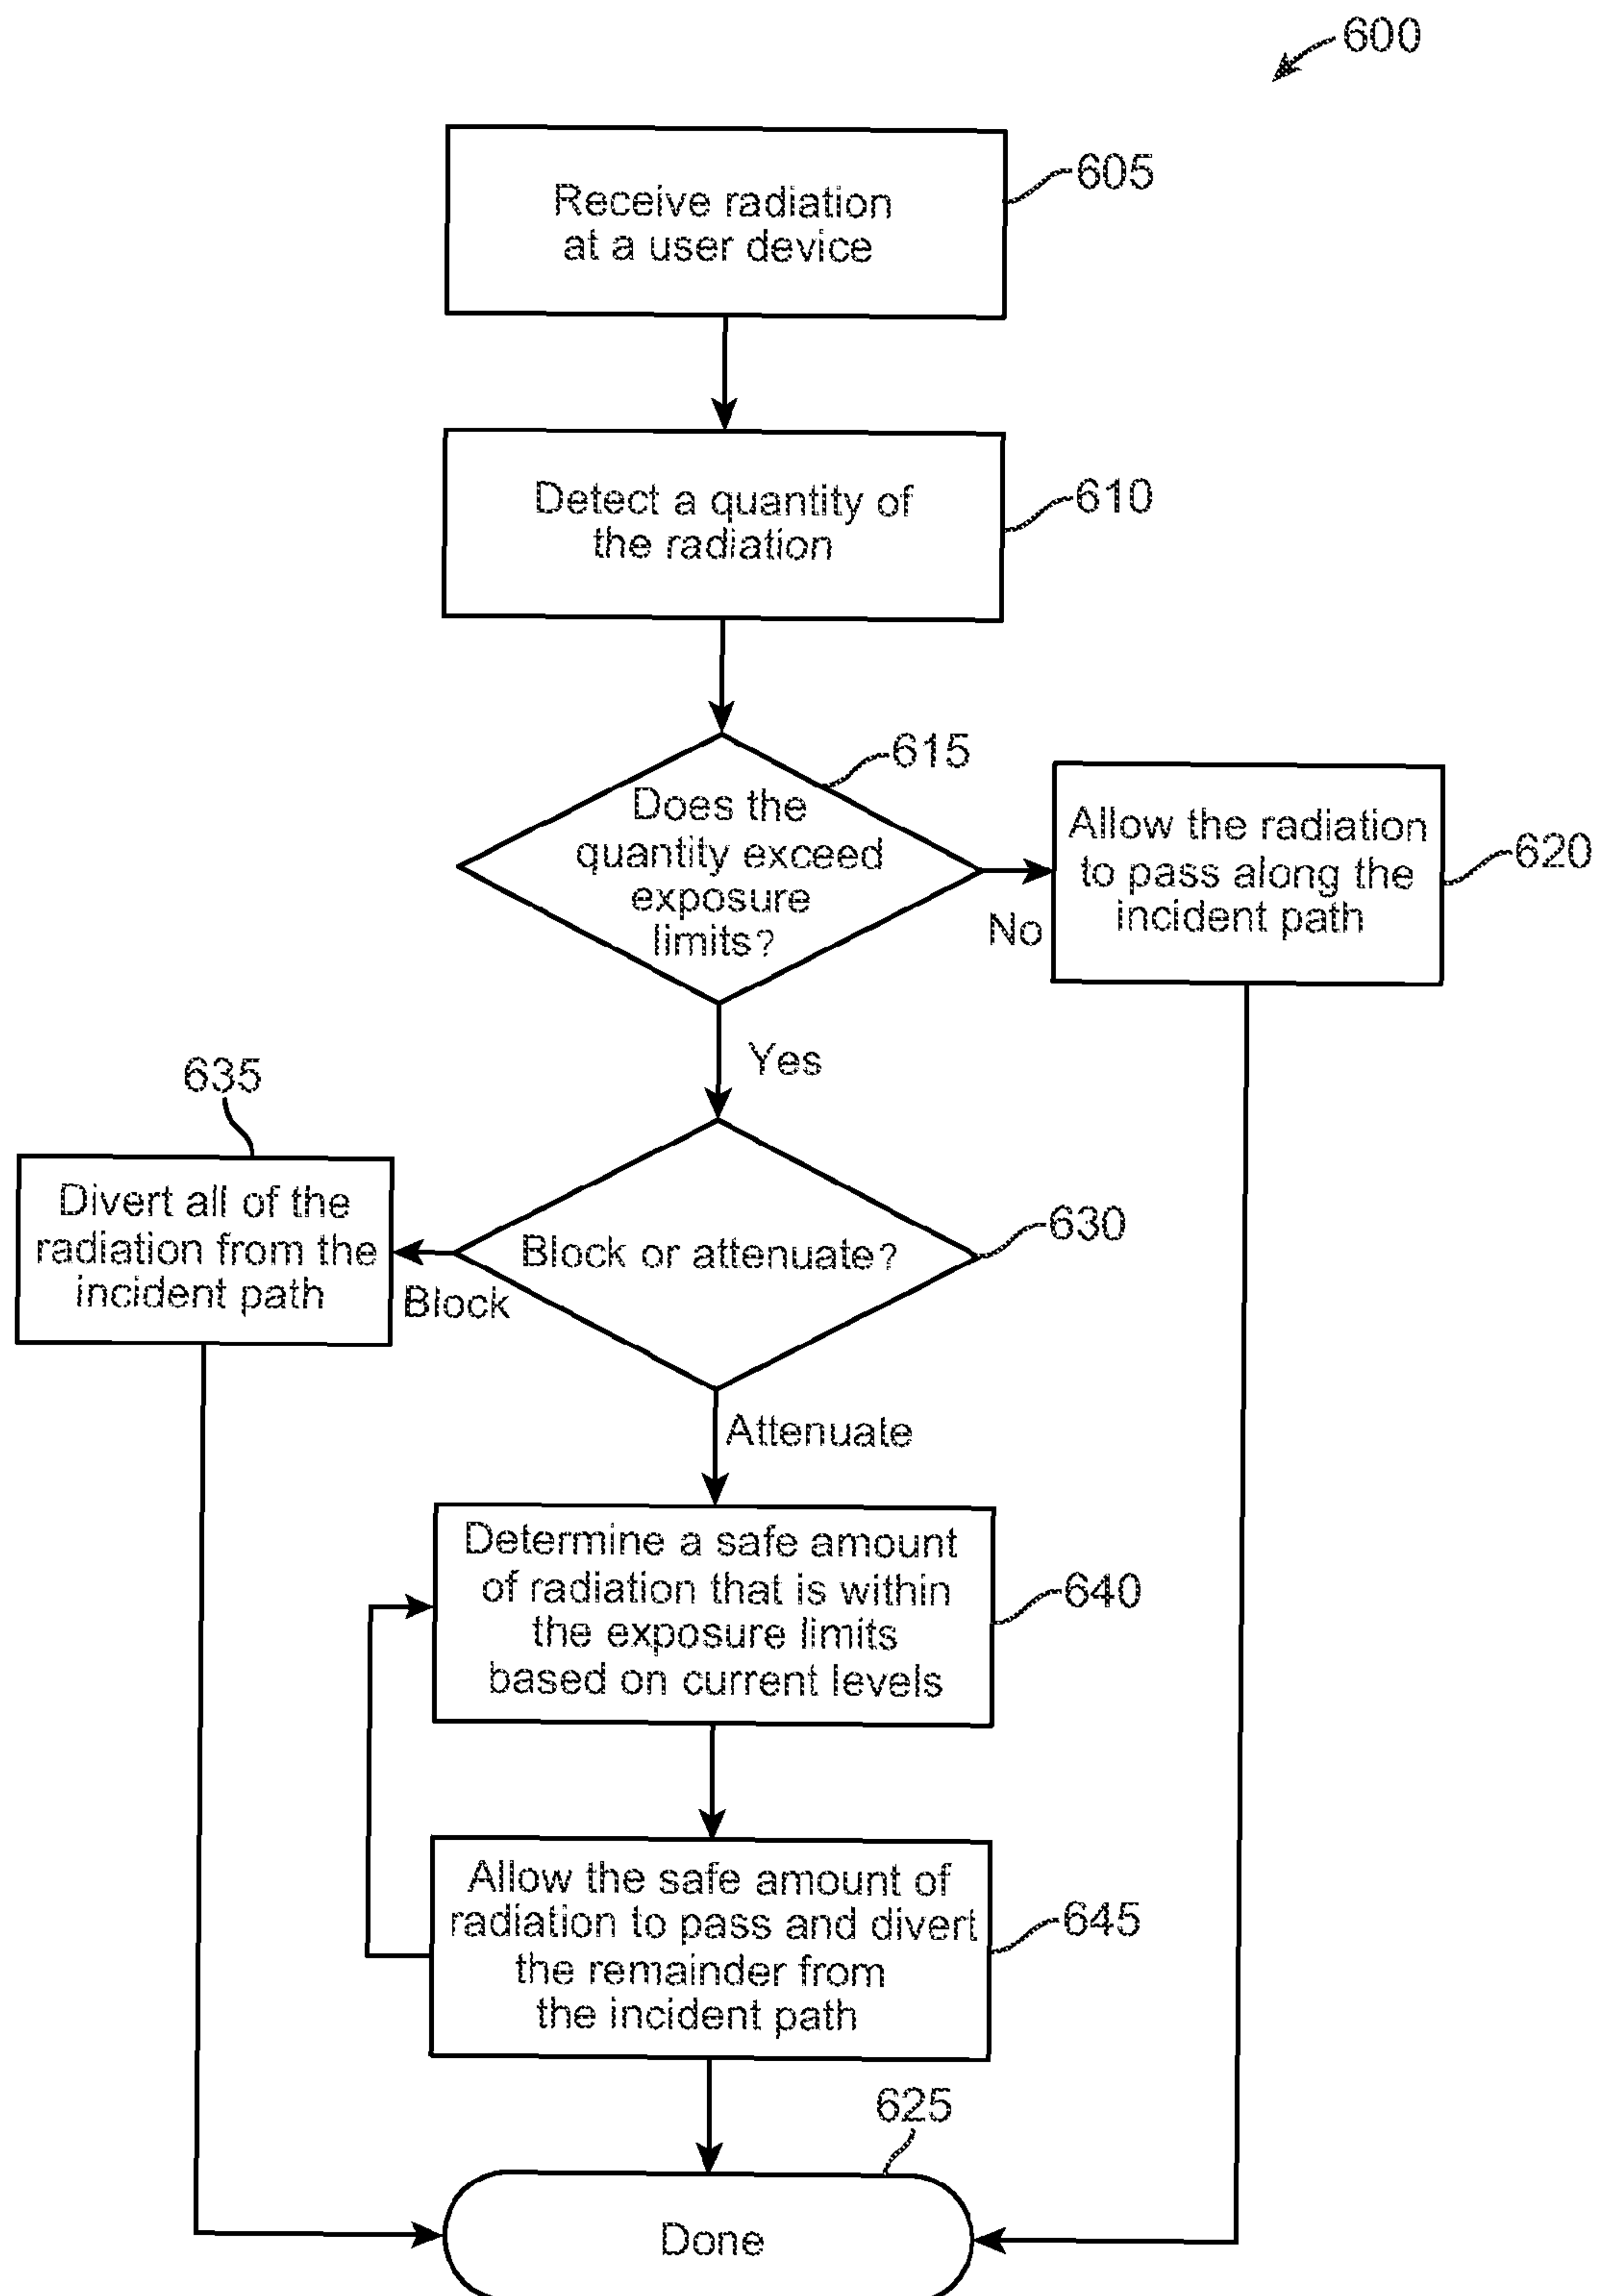 600
605
Receive radiation
at a user device
610
Detect a quantity of
the radiation
615
Does the
quantity exceed
exposure
limits?
No
620
Allow the radiation
to pass along the
incident path
Yes
635
Divert all of the
radiation from the
incident path
Block
630
Block or attenuate?
Attenuate
640
Determine a safe amount
of radiation that is within
the exposure limits
based on current levels
645
Allow the safe amount of
radiation to pass and divert
the remainder from
the incident path
625
Done